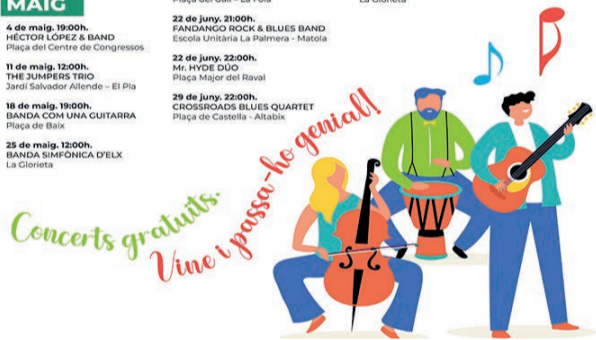 MAIG
4 de maig. 19:00h.
HÉCTOR LÓPEZ & BAND
Plaça del Centre de Congressos
11 de maig. 12:00h.
THE JUMPERS TRIO
Jardí Salvador Allende – El Pla
18 de maig. 19:00h.
BANDA COM UNA GUITARRA
Plaça de Baix
25 de maig. 12:00h.
BANDA SIMFÒNICA D'ELX
La Glorieta
22 de juny. 21:00h.
FANDANGO ROCK & BLUES BAND
Escola Unitària La Palmera - Matola
22 de juny. 22:00h.
Mr. HYDE DÚO
Plaça Major del Raval
29 de juny. 22:00h.
CROSSROADS BLUES QUARTET
Plaça de Castella - Altabix
La Glorieta
Concerts gratuïts.
Vine i passa-ho genial!